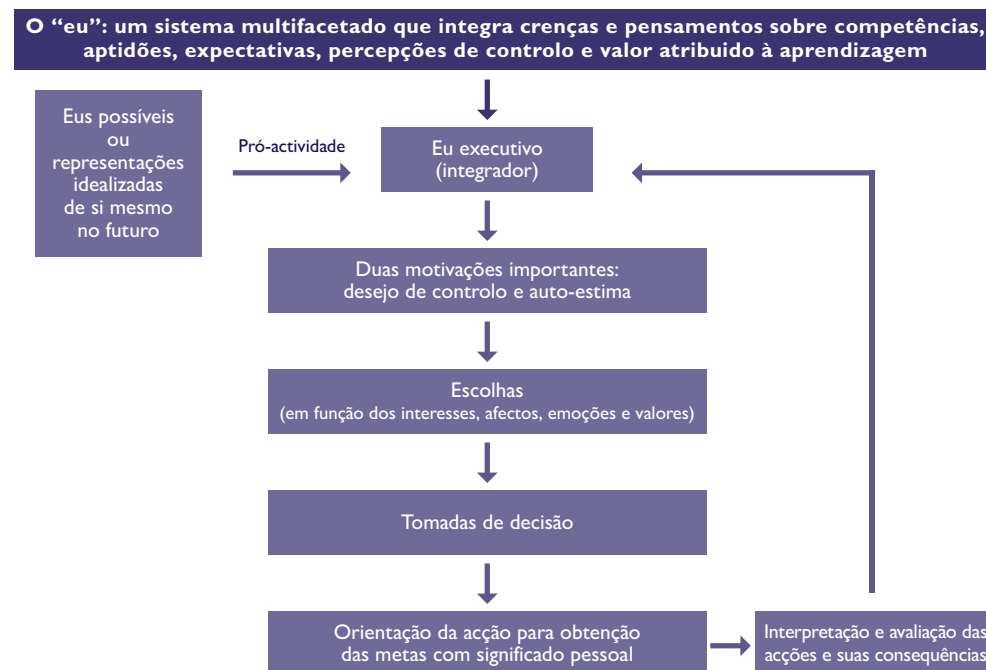 O “eu”: um sistema multifacetado que integra crenças e pensamentos sobre competências,
aptidões, expectativas, percepções de controlo e valor atribuido à aprendizagem
Eus possíveis
ou
representações
idealizadas
de si mesmo
no futuro
Pró-actividade
Eu executivo
(integrador)
Duas motivações importantes:
desejo de controlo e auto-estima
Escolhas
(em função dos interesses, afectos, emoções e valores)
Tomadas de decisão
Orientação da acção para obtenção
das metas com significado pessoal
Interpretação e avaliação das
acções e suas consequências